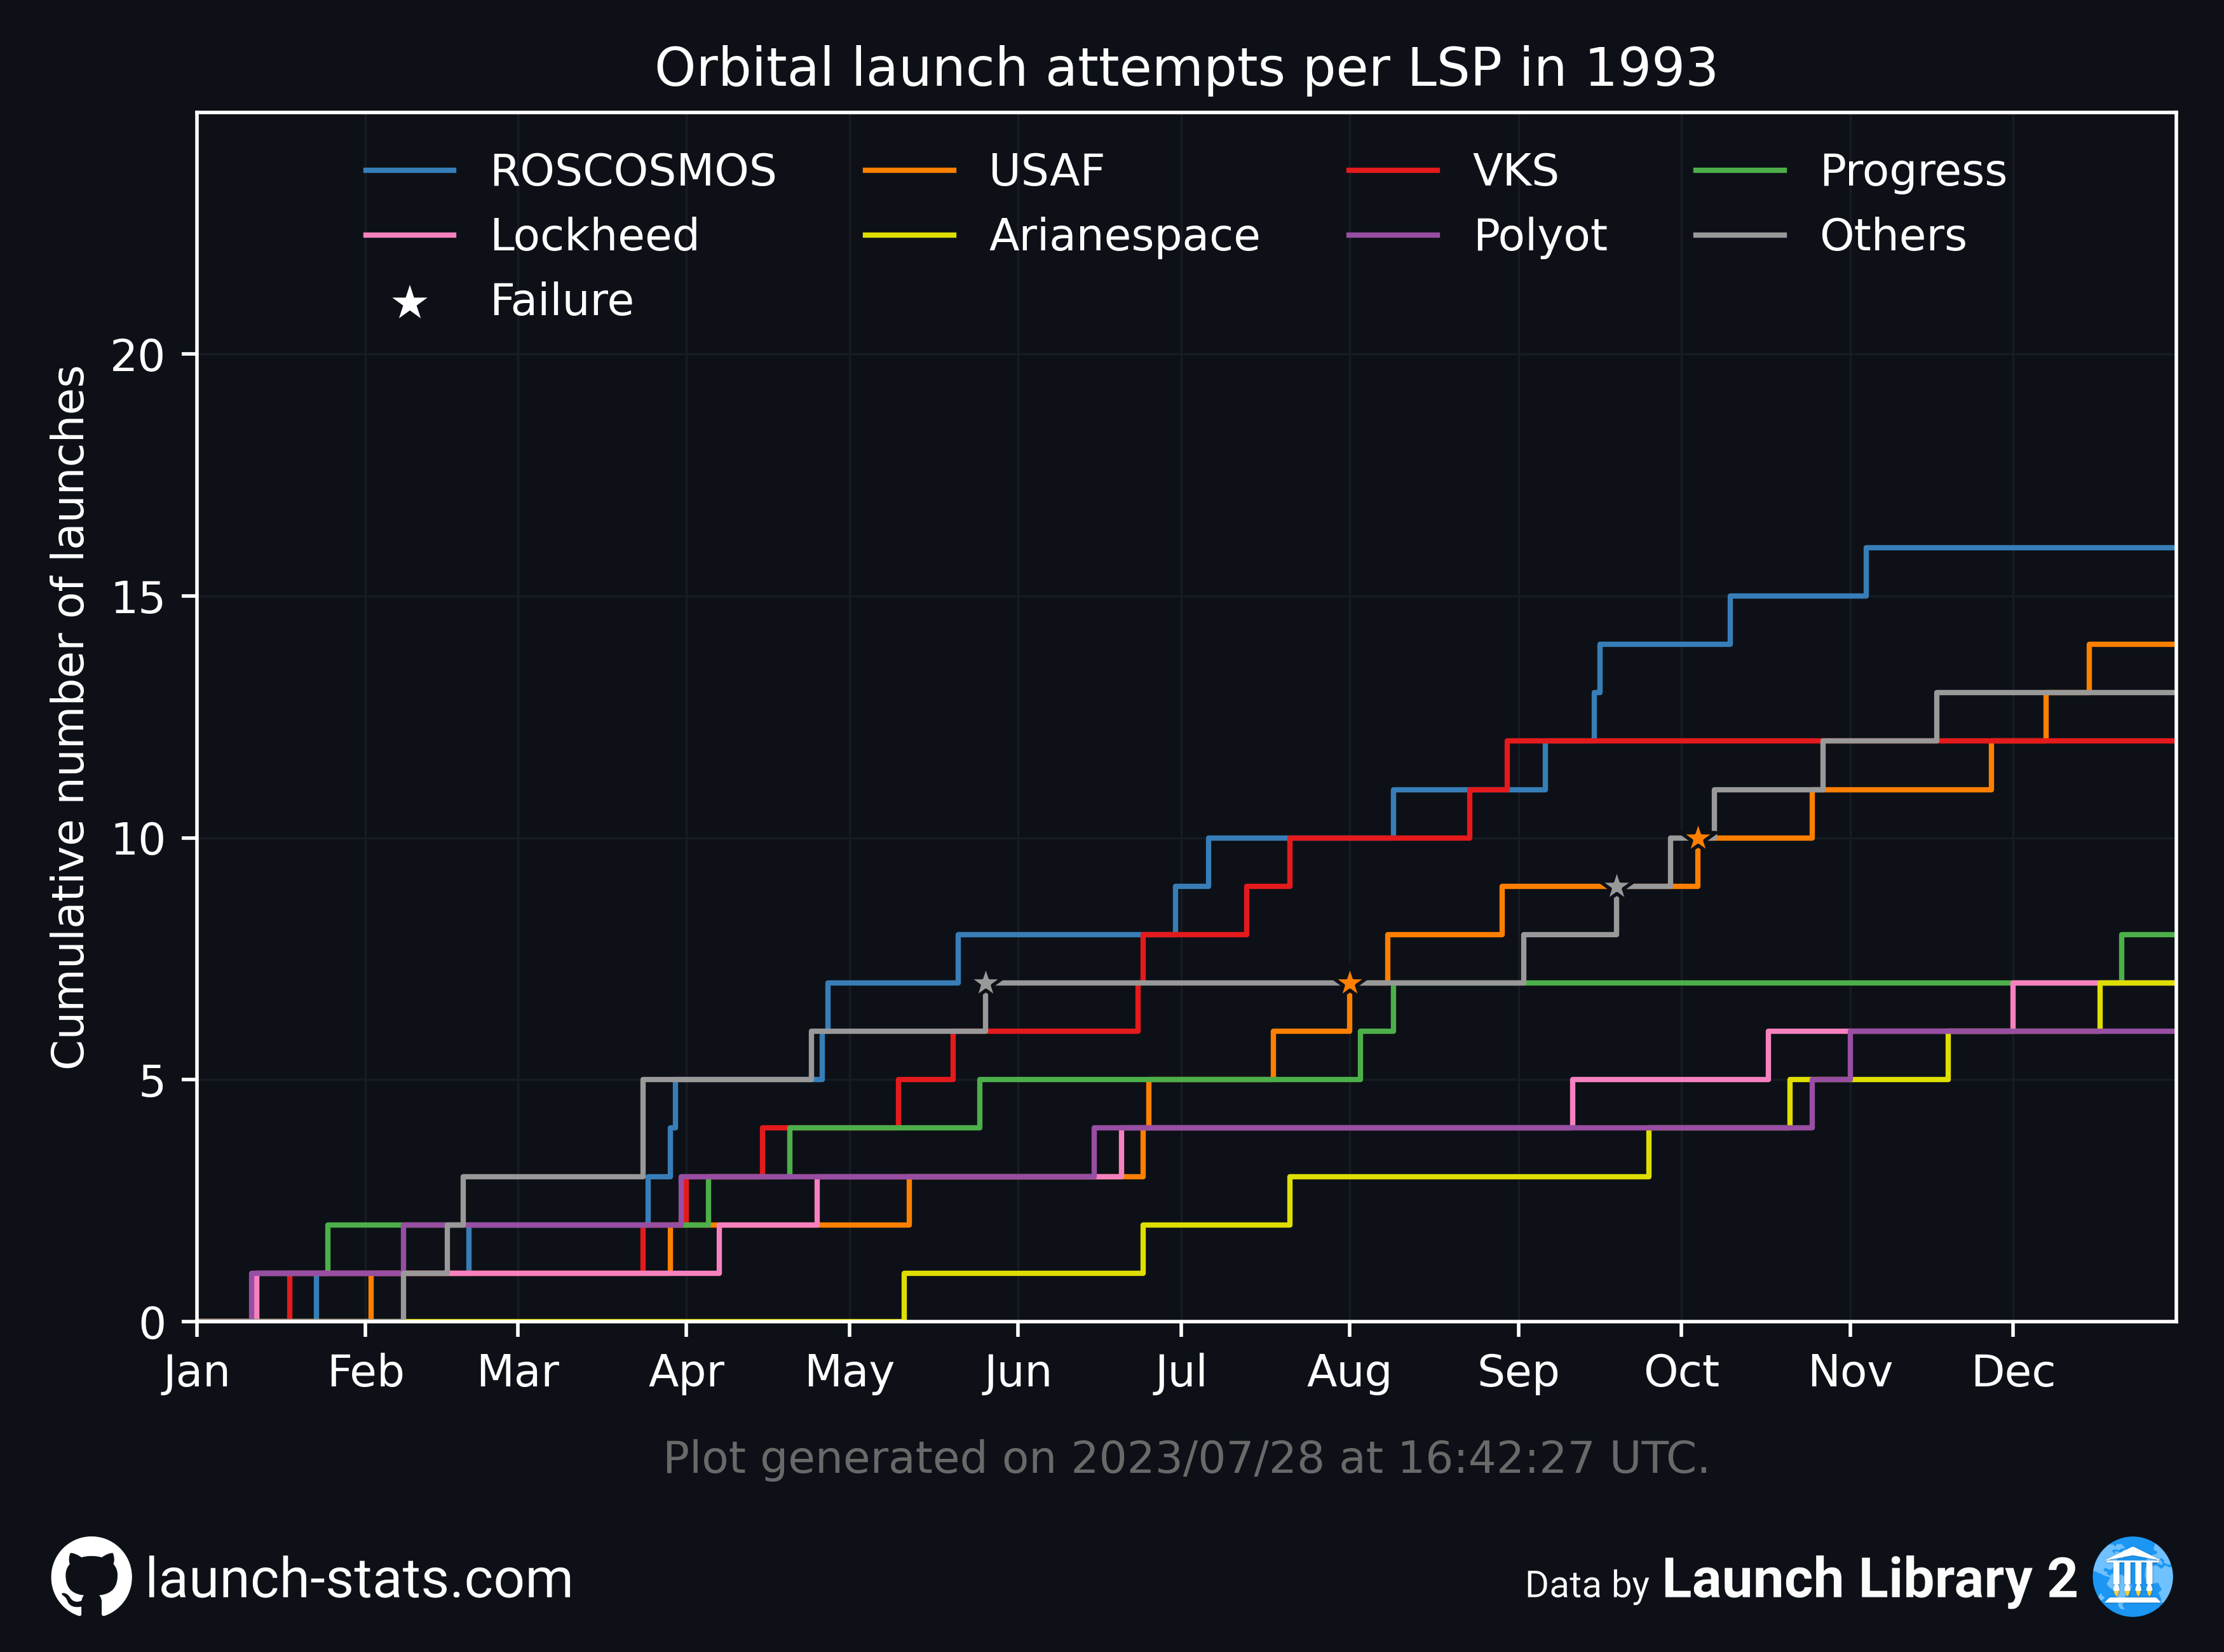 Orbital launch attempts per LSP in 1993
ROSCOSMOS USAF VKS Progress
Lockheed Arianespace Polyot Others
Failure
Cumulative number of launches
20
15
10
5
0
Jan Feb Mar Apr May Jun Jul Aug Sep Oct Nov Dec
Plot generated on 2023/07/28 at 16:42:27 UTC.
launch-stats.com
Data by Launch Library 2